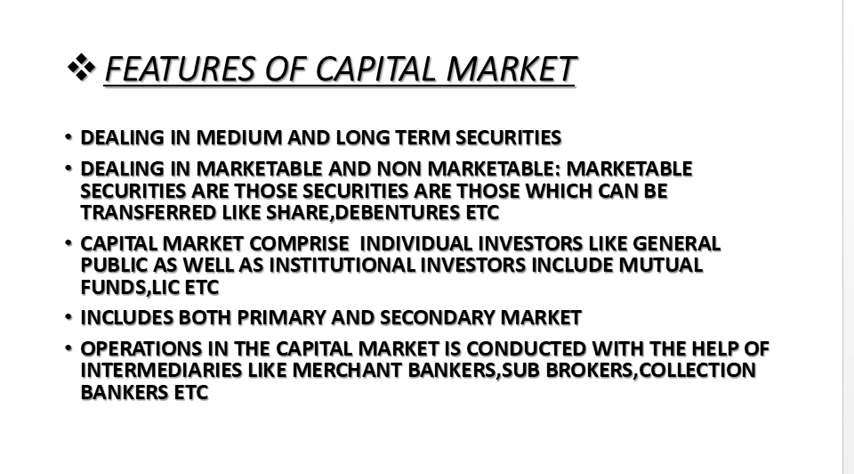 ❖ FEATURES OF CAPITAL MARKET
• DEALING IN MEDIUM AND LONG TERM SECURITIES
• DEALING IN MARKETABLE AND NON MARKETABLE: MARKETABLE
SECURITIES ARE THOSE SECURITIES ARE THOSE WHICH CAN BE
TRANSFERRED LIKE SHARE,DEBENTURES ETC
• CAPITAL MARKET COMPRISE  INDIVIDUAL INVESTORS LIKE GENERAL
PUBLIC AS WELL AS INSTITUTIONAL INVESTORS INCLUDE MUTUAL
FUNDS,LIC ETC
• INCLUDES BOTH PRIMARY AND SECONDARY MARKET
• OPERATIONS IN THE CAPITAL MARKET IS CONDUCTED WITH THE HELP OF
INTERMEDIARIES LIKE MERCHANT BANKERS,SUB BROKERS,COLLECTION
BANKERS ETC